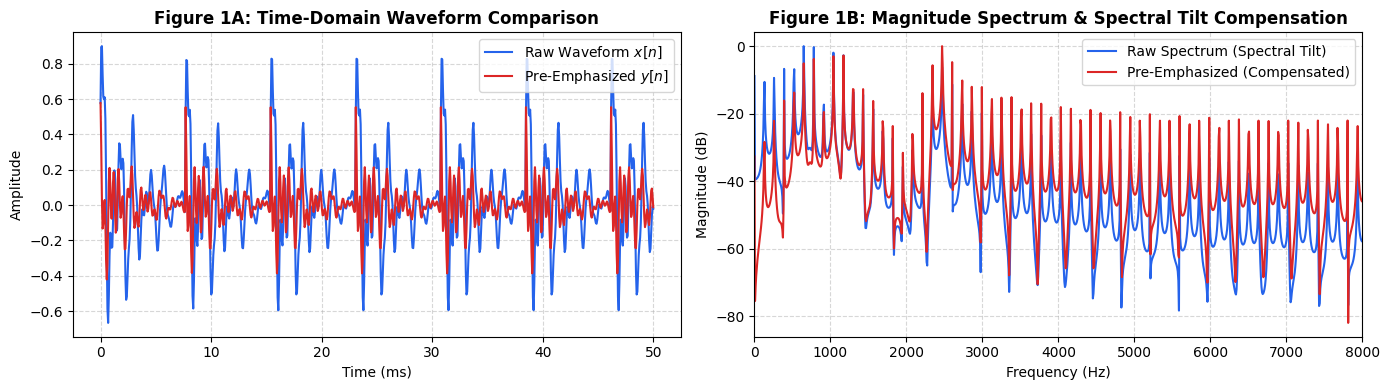 Figure 1A: Time-Domain Waveform Comparison
Raw Waveform x[n]
Pre-Emphasized y[n]
Amplitude
0.8
0.6
0.4
0.2
0.0
−0.2
−0.4
−0.6
0 10 20 30 40 50
Time (ms)
Figure 1B: Magnitude Spectrum & Spectral Tilt Compensation
Raw Spectrum (Spectral Tilt)
Pre-Emphasized (Compensated)
Magnitude (dB)
0
−20
−40
−60
−80
0 1000 2000 3000 4000 5000 6000 7000 8000
Frequency (Hz)